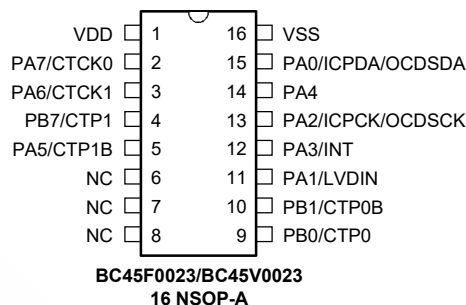 VDD 1 16 VSS
PA7/CTCK0 2 15 PA0/ICPDA/OCDSDA
PA6/CTCK1 3 14 PA4
PB7/CTP1 4 13 PA2/ICPCK/OCDSCK
PA5/CTP1B 5 12 PA3/INT
NC 6 11 PA1/LVDIN
NC 7 10 PB1/CTP0B
NC 8 9 PB0/CTP0
BC45F0023/BC45V0023
16 NSOP-A